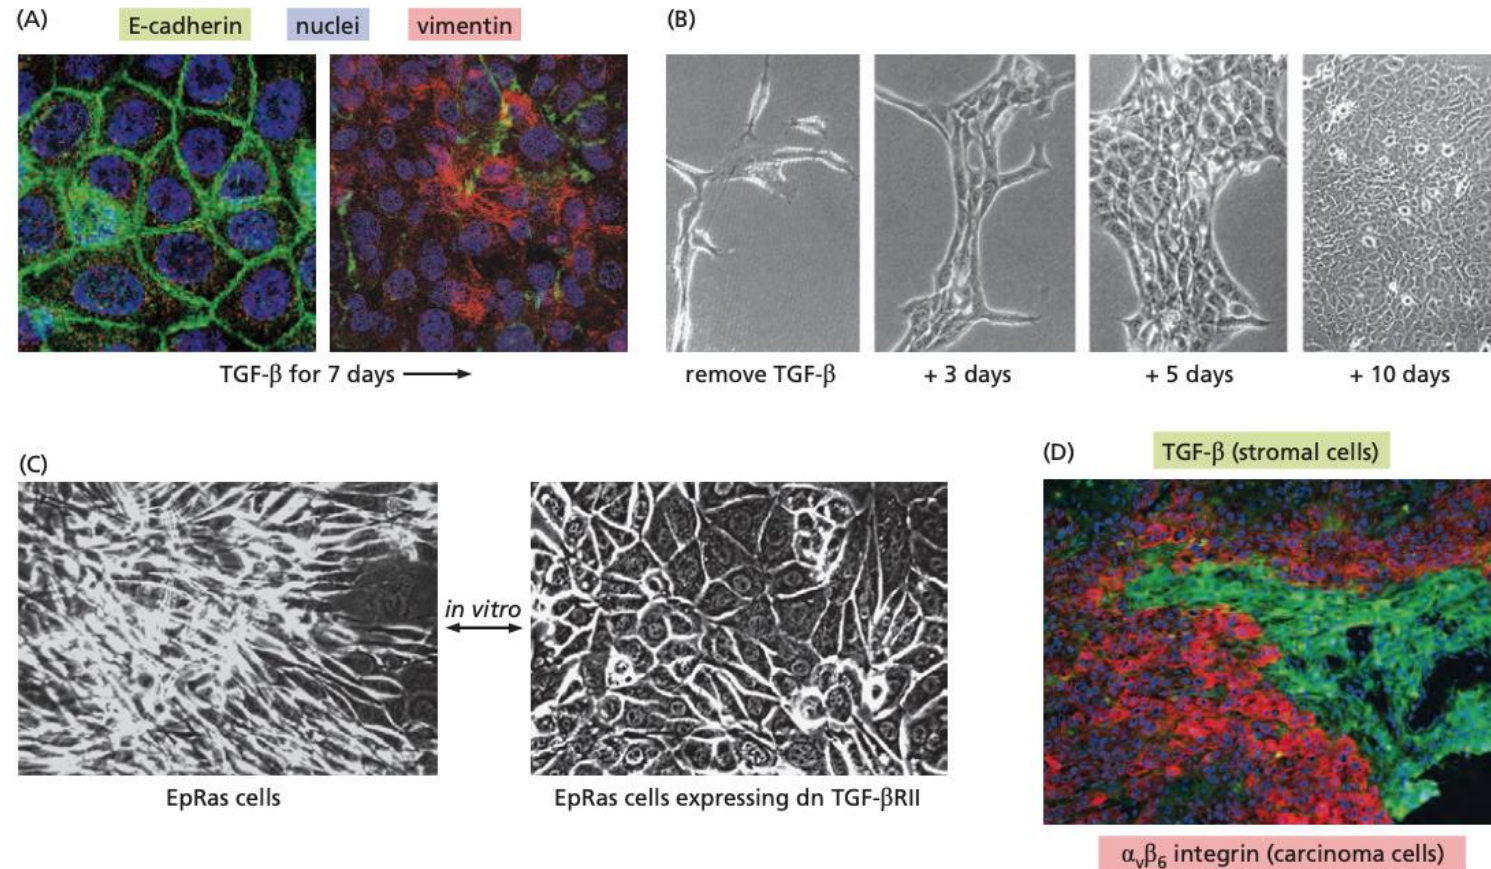 (A)
E-cadherin nuclei vimentin
TGF-β for 7 days
(B)
remove TGF-β + 3 days + 5 days + 10 days
(C)
in vitro
EpRas cells
EpRas cells expressing dn TGF-βRII
(D)
TGF-β (stromal cells)
αvβ6 integrin (carcinoma cells)